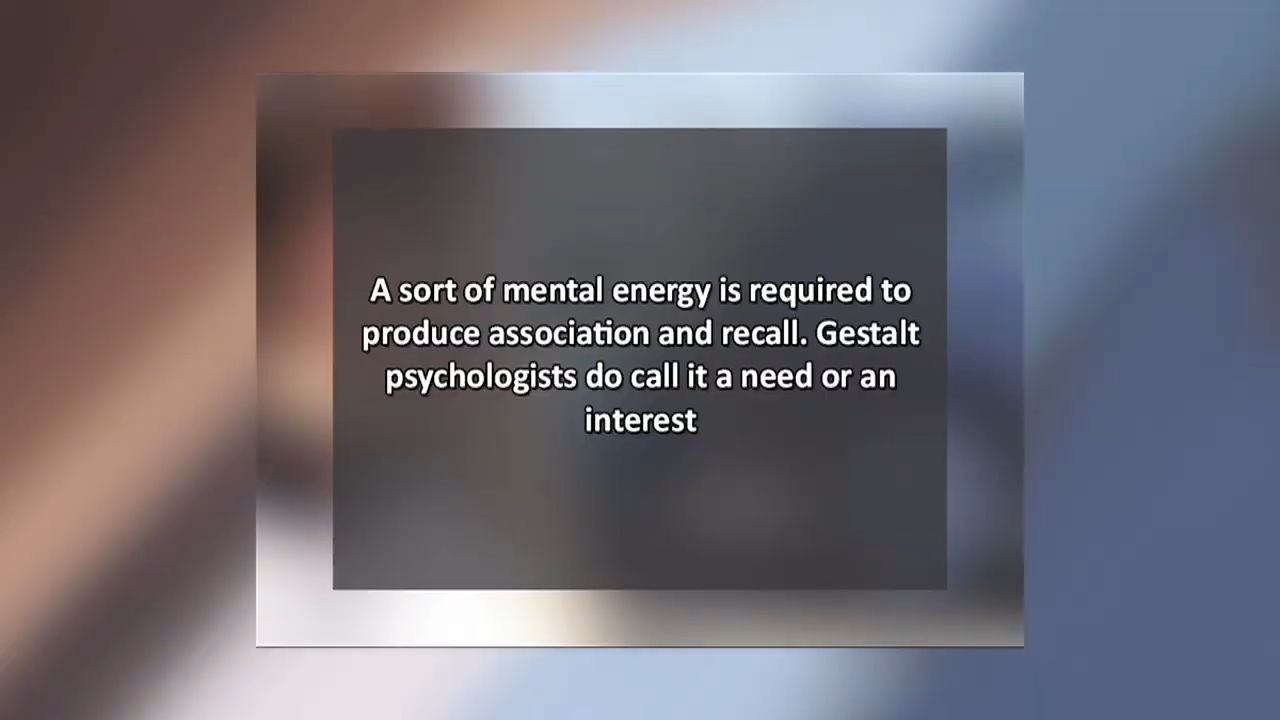 A sort of mental energy is required to
produce association and recall. Gestalt
psychologists do call it a need or an
interest